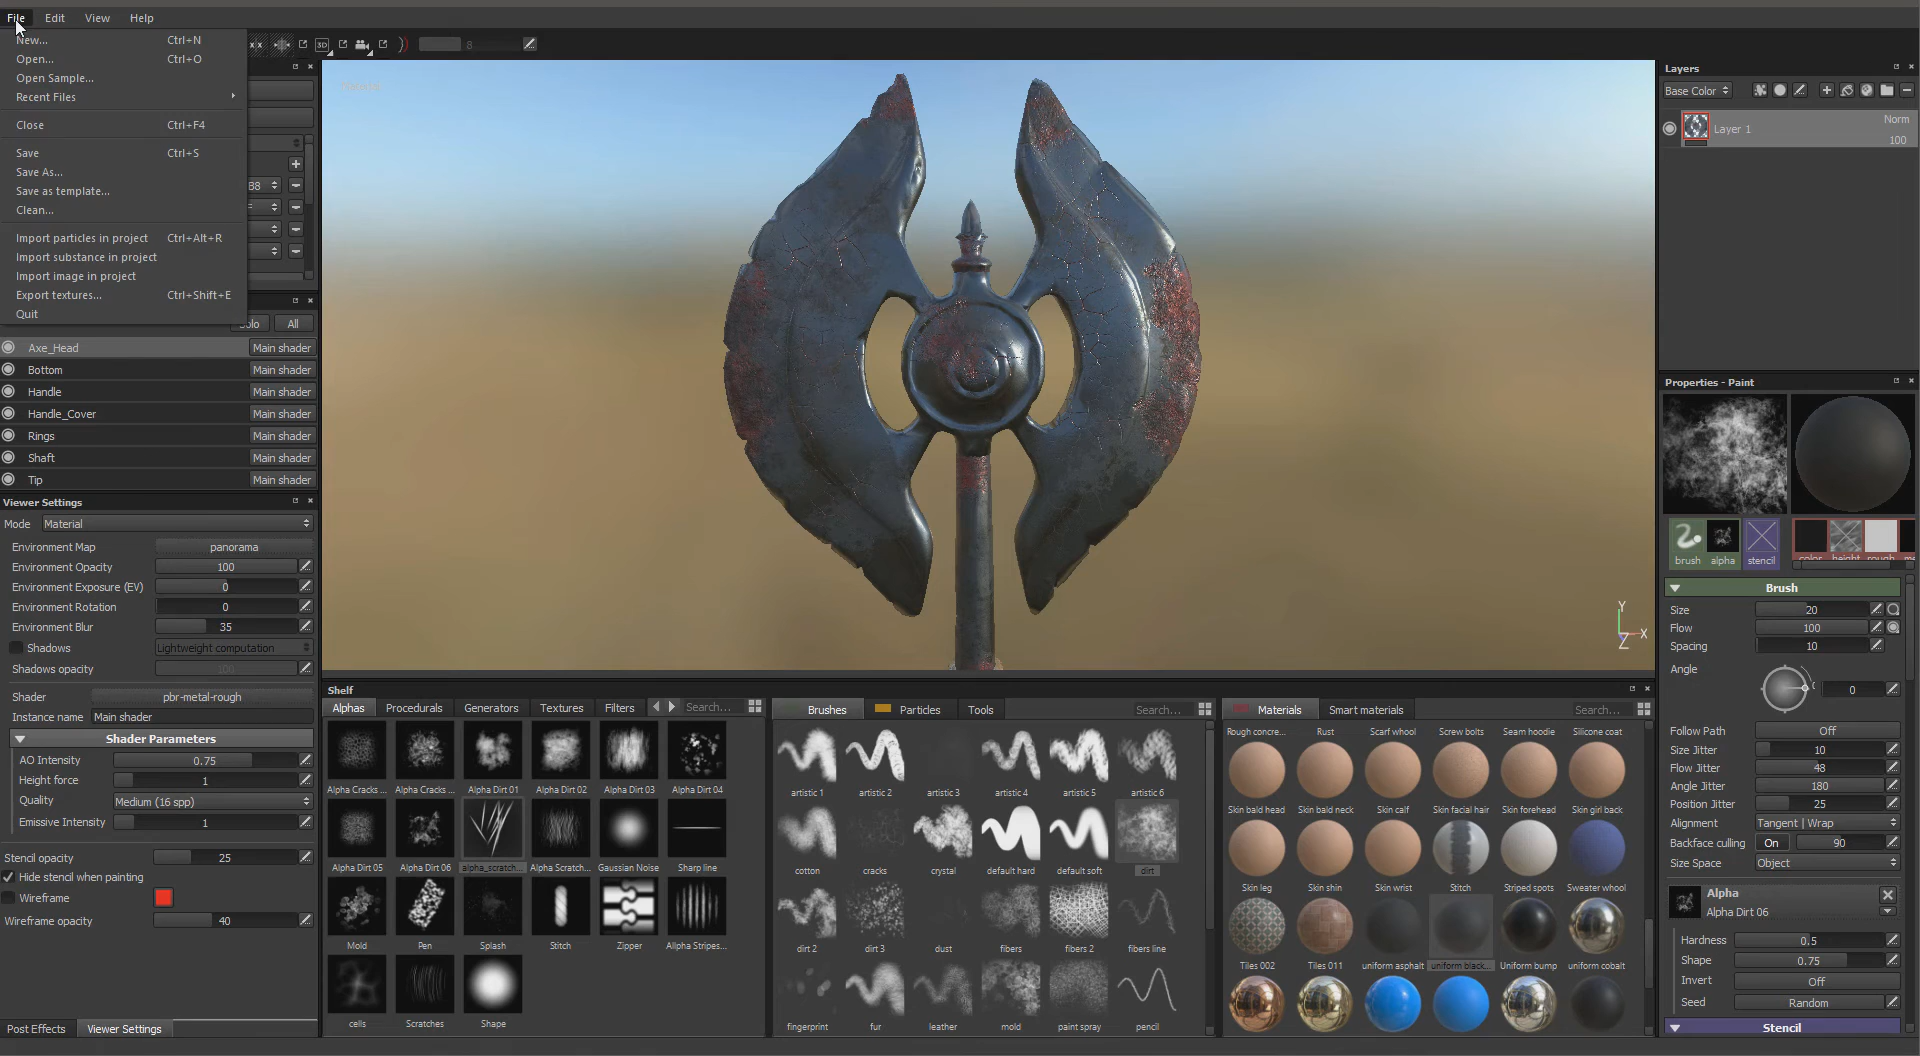 File Edit View Help
New... Ctrl+N
Open... Ctrl+O
Open Sample...
Recent Files
Close Ctrl+F4
Save Ctrl+S
Save As...
Save as template...
Clean...
Import particles in project Ctrl+Alt+R
Import substance in project
Import image in project
Export textures... Ctrl+Shift+E
Quit
3D
8
88
Solo All
Axe_Head Main shader
Bottom Main shader
Handle Main shader
Handle_Cover Main shader
Rings Main shader
Shaft Main shader
Tip Main shader
Viewer Settings
Mode Material
Environment Map panorama
Environment Opacity 100
Environment Exposure (EV) 0
Environment Rotation 0
Environment Blur 35
Shadows Lightweight computation
Shadows opacity 100
Shader pbr-metal-rough
Instance name Main shader
Shader Parameters
AO Intensity 0.75
Height force 1
Quality Medium (16 spp)
Emissive Intensity 1
Stencil opacity 25
Hide stencil when painting
Wireframe
Wireframe opacity 40
Post Effects Viewer Settings
Y
X
Z
Shelf
Alphas Procedurals Generators Textures Filters Search...
Alpha Cracks ... Alpha Cracks ... Alpha Dirt 01 Alpha Dirt 02 Alpha Dirt 03 Alpha Dirt 04
Alpha Dirt 05 Alpha Dirt 06 alpha_scratch... Alpha Scratch... Gaussian Noise Sharp line
Mold Pen Splash Stitch Zipper Alpha Stripes...
cells Scratches Shape
Brushes Particles Tools Search...
artistic 1 artistic 2 artistic 3 artistic 4 artistic 5 artistic 6
cotton cracks crystal default hard default soft dirt
dirt 2 dirt 3 dust fibers fibers 2 fibers line
fingerprint fur leather mold paint spray pencil
Materials Smart materials Search...
Rough concre... Rust Scarf whool Screw bolts Seam hoodie Silicone coat
Skin bald head Skin bald neck Skin calf Skin facial hair Skin forehead Skin girl back
Skin leg Skin shin Skin wrist Stitch Striped spots Sweater whool
Tiles 002 Tiles 011 uniform asphalt uniform black... Uniform bump uniform cobalt
Layers
Base Color
Layer 1 Norm
100
Properties - Paint
brush alpha stencil color height rough me
Brush
Size 20
Flow 100
Spacing 10
Angle 0 0
Follow Path Off
Size Jitter 10
Flow Jitter 48
Angle Jitter 180
Position Jitter 25
Alignment Tangent | Wrap
Backface culling On 90
Size Space Object
Alpha
Alpha Dirt 06
Hardness 0.5
Shape 0.75
Invert Off
Seed Random
Stencil